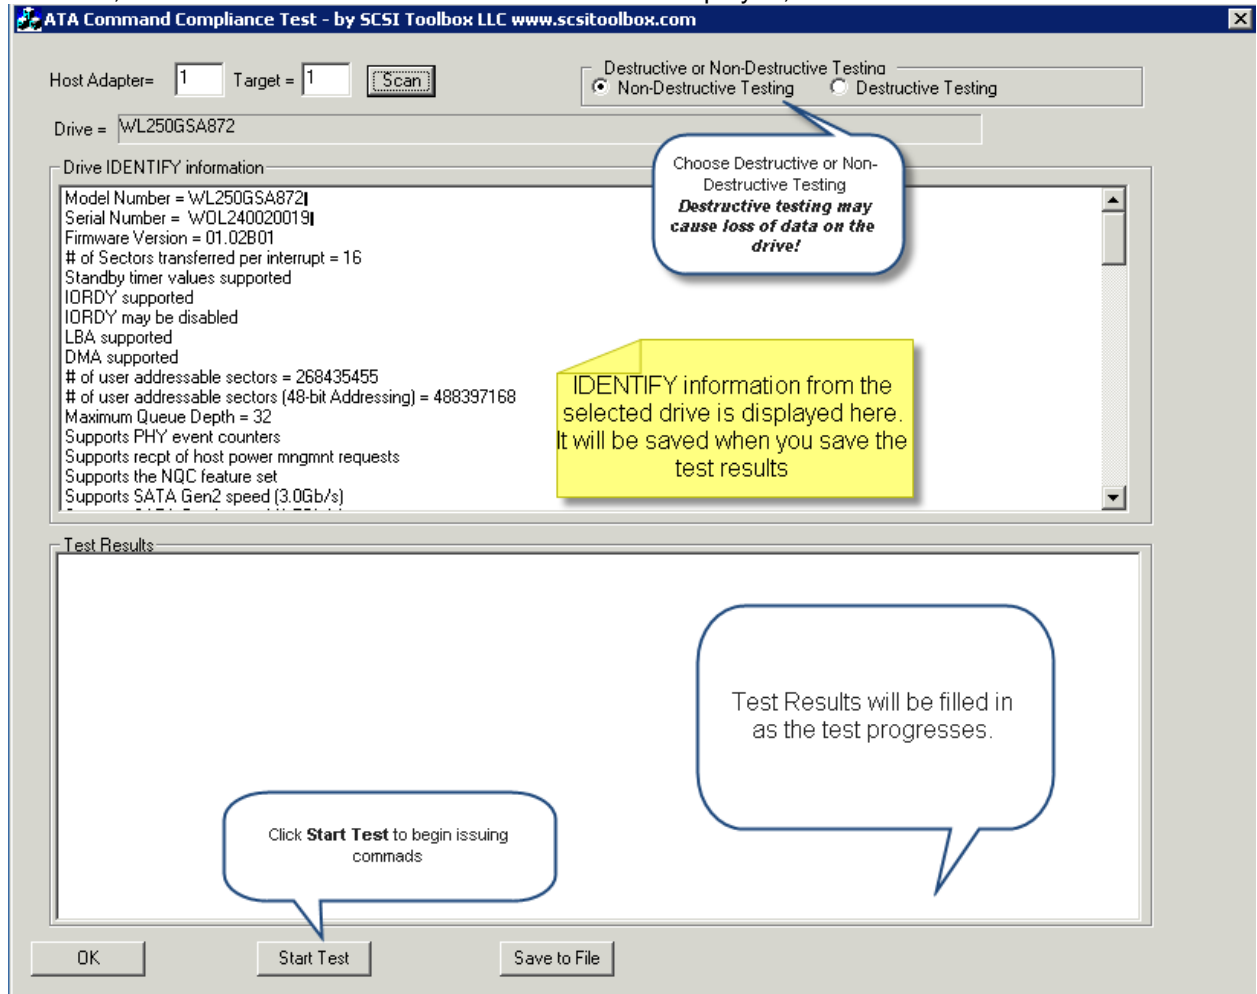 ATA Command Compliance Test - by SCSI Toolbox LLC www.scsitoolbox.com
Host Adapter= 1 Target = 1 Scan
Destructive or Non-Destructive Testing
Non-Destructive Testing Destructive Testing
Drive = WL250GSA872
Choose Destructive or Non-
Destructive Testing
Destructive testing may
cause loss of data on the
drive!
Drive IDENTIFY information
Model Number = WL250GSA872
Serial Number = WOL240020019
Firmware Version = 01.02B01
# of Sectors transferred per interrupt = 16
Standby timer values supported
IORDY supported
IORDY may be disabled
LBA supported
DMA supported
# of user addressable sectors = 268435455
# of user addressable sectors (48-bit Addressing) = 488397168
Maximum Queue Depth = 32
Supports PHY event counters
Supports recpt of host power mngmnt requests
Supports the NQC feature set
Supports SATA Gen2 speed (3.0Gb/s)
IDENTIFY information from the
selected drive is displayed here.
It will be saved when you save the
test results
Test Results
Test Results will be filled in
as the test progresses.
Click Start Test to begin issuing
commads
OK Start Test Save to File